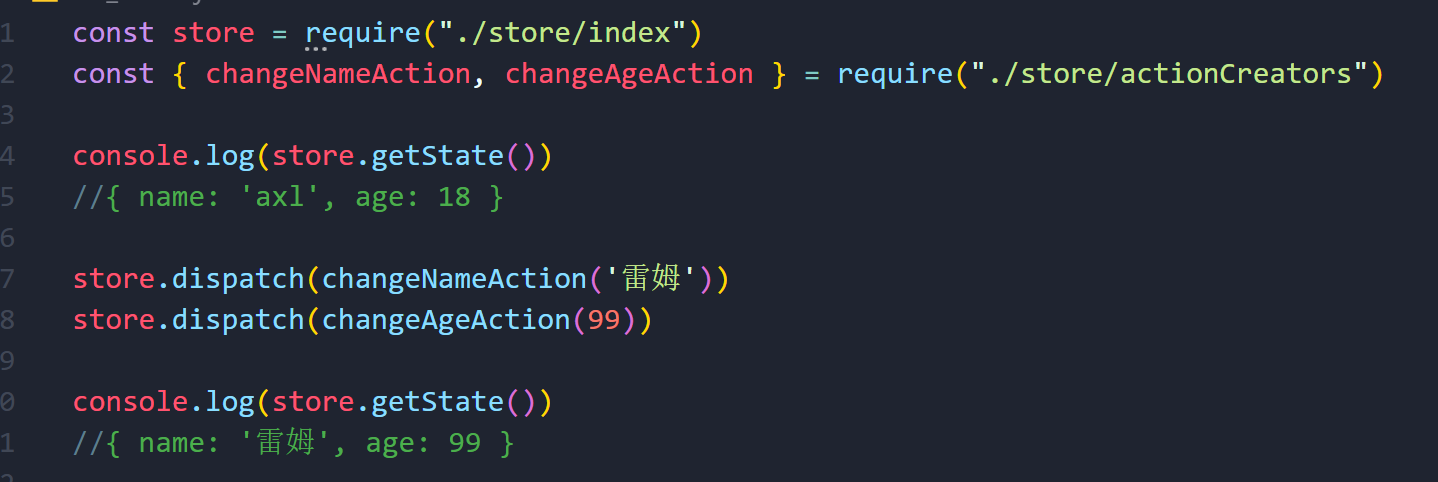 1 const store = require("./store/index")
2 const { changeNameAction, changeAgeAction } = require("./store/actionCreators")
3
4 console.log(store.getState())
5 //{ name: 'axl', age: 18 }
6
7 store.dispatch(changeNameAction('雷姆'))
8 store.dispatch(changeAgeAction(99))
9
0 console.log(store.getState())
1 //{ name: '雷姆', age: 99 }